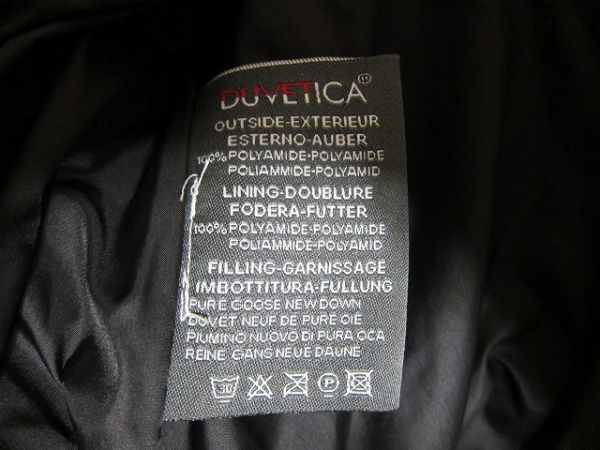 DUVETICA®
OUTSIDE-EXTERIEUR
ESTERNO-AUBER
100% POLYAMIDE-POLYAMIDE
POLIAMMIDE-POLYAMID
LINING-DOUBLURE
FODERA-FUTTER
100% POLYAMIDE-POLYAMIDE
POLIAMMIDE-POLYAMID
FILLING-GARNISSAGE
IMBOTTITURA-FULLUNG
PURE GOOSE NEW DOWN
DUVET NEUF DE PURE OIE
PIUMINO NUOVO DI PURA OCA
REINE GANS NEUE DAUNE
30 P